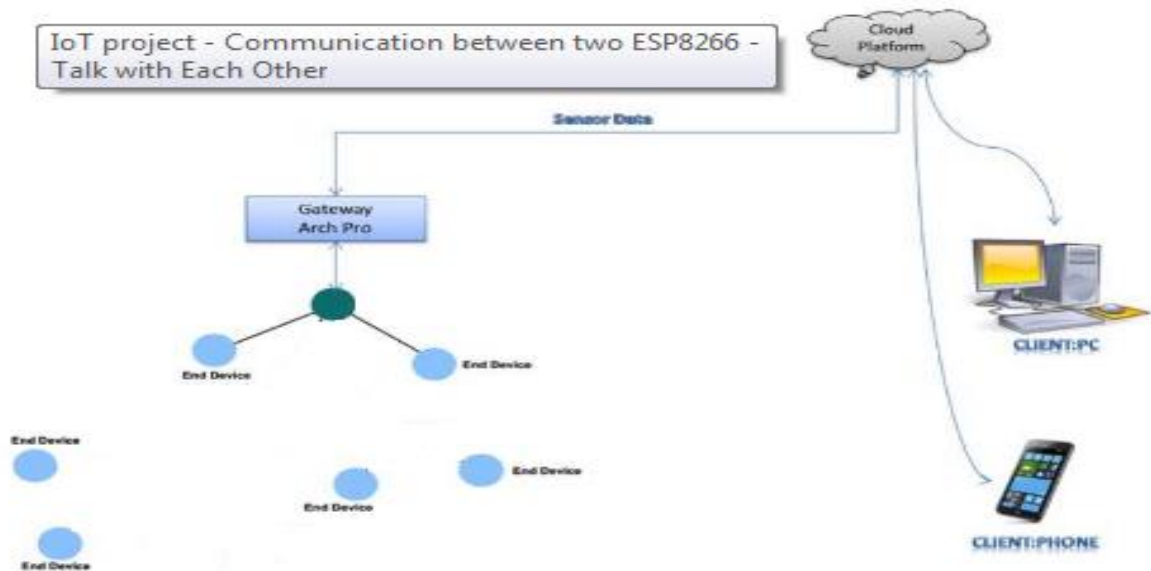 IoT project - Communication between two ESP8266 -
Talk with Each Other
Cloud
Platform
Sensor Data
Gateway
Arch Pro
End Device
End Device
CLIENT:PC
End Device
End Device
End Device
End Device
CLIENT:PHONE